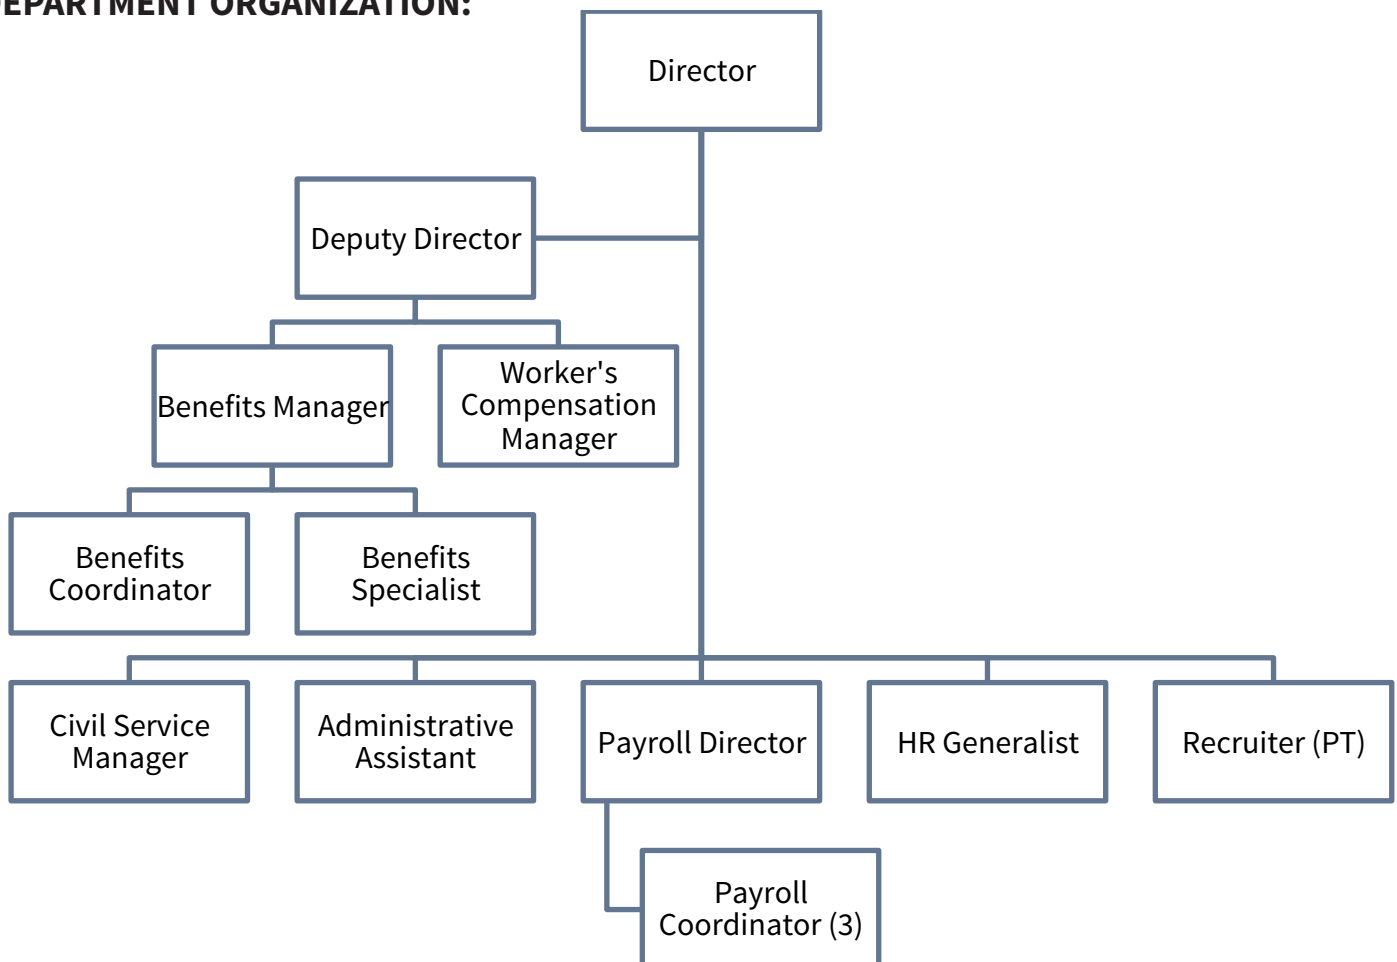 DEPARTMENT ORGANIZATION:
Director
Deputy Director
Benefits Manager
Worker's
Compensation
Manager
Benefits
Coordinator
Benefits
Specialist
Civil Service
Manager
Administrative
Assistant
Payroll Director
HR Generalist
Recruiter (PT)
Payroll
Coordinator (3)